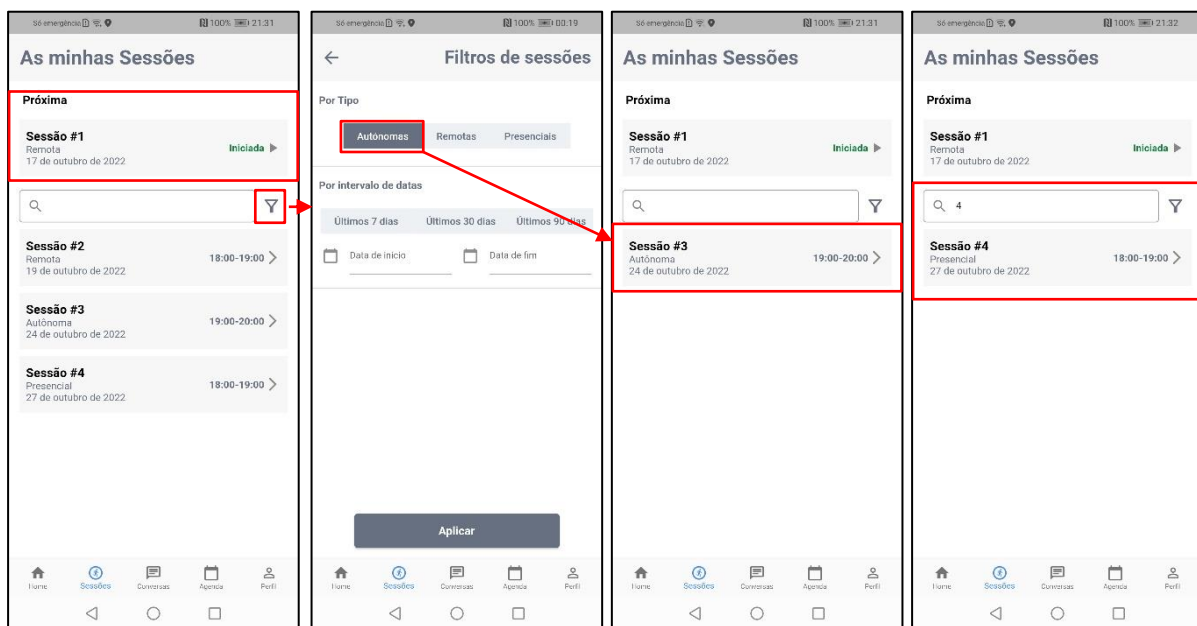 Só emergência 100% 21:31
As minhas Sessões
Próxima
Sessão #1
Remota
Iniciada
17 de outubro de 2022
Sessão #2
Remota
18:00-19:00
19 de outubro de 2022
Sessão #3
Autónoma
19:00-20:00
24 de outubro de 2022
Sessão #4
Presencial
18:00-19:00
27 de outubro de 2022
Home Sessões Conversas Agenda Perfil
Só emergência 100% 00:19
Filtros de sessões
Por Tipo
Autónomas Remotas Presenciais
Por intervalo de datas
Últimos 7 dias Últimos 30 dias Últimos 90 dias
Data de início Data de fim
Aplicar
Home Sessões Conversas Agenda Perfil
Só emergência 100% 21:31
As minhas Sessões
Próxima
Sessão #1
Remota
Iniciada
17 de outubro de 2022
Sessão #3
Autónoma
19:00-20:00
24 de outubro de 2022
Home Sessões Conversas Agenda Perfil
Só emergência 100% 21:32
As minhas Sessões
Próxima
Sessão #1
Remota
Iniciada
17 de outubro de 2022
4
Sessão #4
Presencial
18:00-19:00
27 de outubro de 2022
Home Sessões Conversas Agenda Perfil